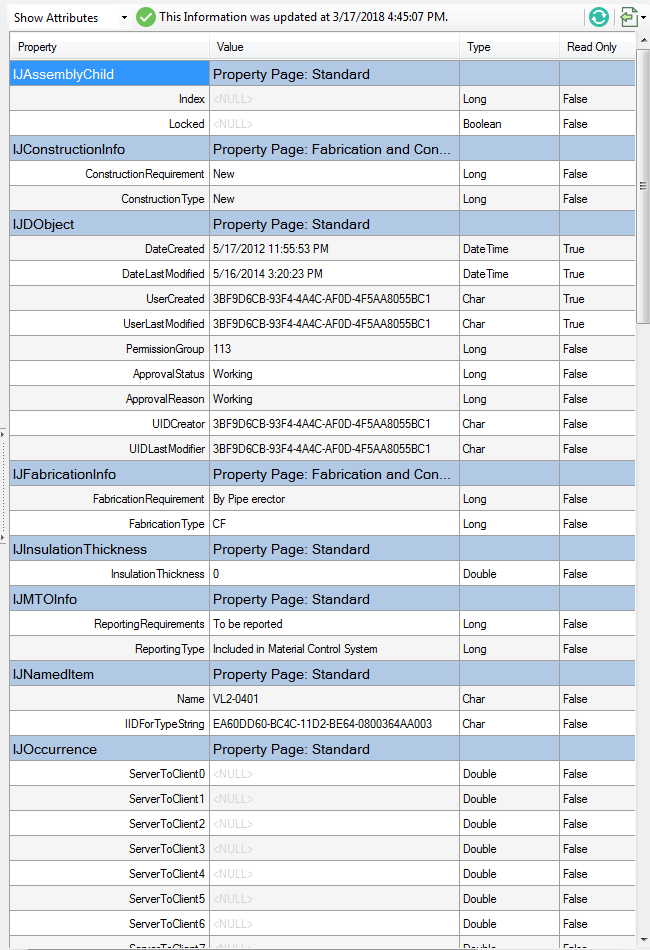 Show Attributes This Information was updated at 3/17/2018 4:45:07 PM.
Property Value Type Read Only
IJAssemblyChild Property Page: Standard
Index <NULL> Long False
Locked <NULL> Boolean False
IJConstructionInfo Property Page: Fabrication and Con...
ConstructionRequirement New Long False
ConstructionType New Long False
IJDObject Property Page: Standard
DateCreated 5/17/2012 11:55:53 PM DateTime True
DateLastModified 5/16/2014 3:20:23 PM DateTime True
UserCreated 3BF9D6CB-93F4-4A4C-AF0D-4F5AA8055BC1 Char True
UserLastModified 3BF9D6CB-93F4-4A4C-AF0D-4F5AA8055BC1 Char True
PermissionGroup 113 Long False
ApprovalStatus Working Long False
ApprovalReason Working Long False
UIDCreator 3BF9D6CB-93F4-4A4C-AF0D-4F5AA8055BC1 Char False
UIDLastModifier 3BF9D6CB-93F4-4A4C-AF0D-4F5AA8055BC1 Char False
IJFabricationInfo Property Page: Fabrication and Con...
FabricationRequirement By Pipe erector Long False
FabricationType CF Long False
IJInsulationThickness Property Page: Standard
InsulationThickness 0 Double False
IJMTOInfo Property Page: Standard
ReportingRequirements To be reported Long False
ReportingType Included in Material Control System Long False
IJNamedItem Property Page: Standard
Name VL2-0401 Char False
IIDForTypeString EA60DD60-BC4C-11D2-BE64-0800364AA003 Char False
IJOccurrence Property Page: Standard
ServerToClient0 <NULL> Double False
ServerToClient1 <NULL> Double False
ServerToClient2 <NULL> Double False
ServerToClient3 <NULL> Double False
ServerToClient4 <NULL> Double False
ServerToClient5 <NULL> Double False
ServerToClient6 <NULL> Double False
ServerToClient7 <NULL> Double False